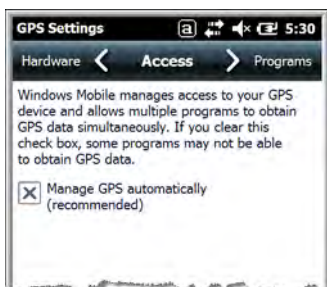 GPS Settings a 5:30
Hardware Access Programs
Windows Mobile manages access to your GPS
device and allows multiple programs to obtain
GPS data simultaneously. If you clear this
check box, some programs may not be able
to obtain GPS data.
Manage GPS automatically
(recommended)